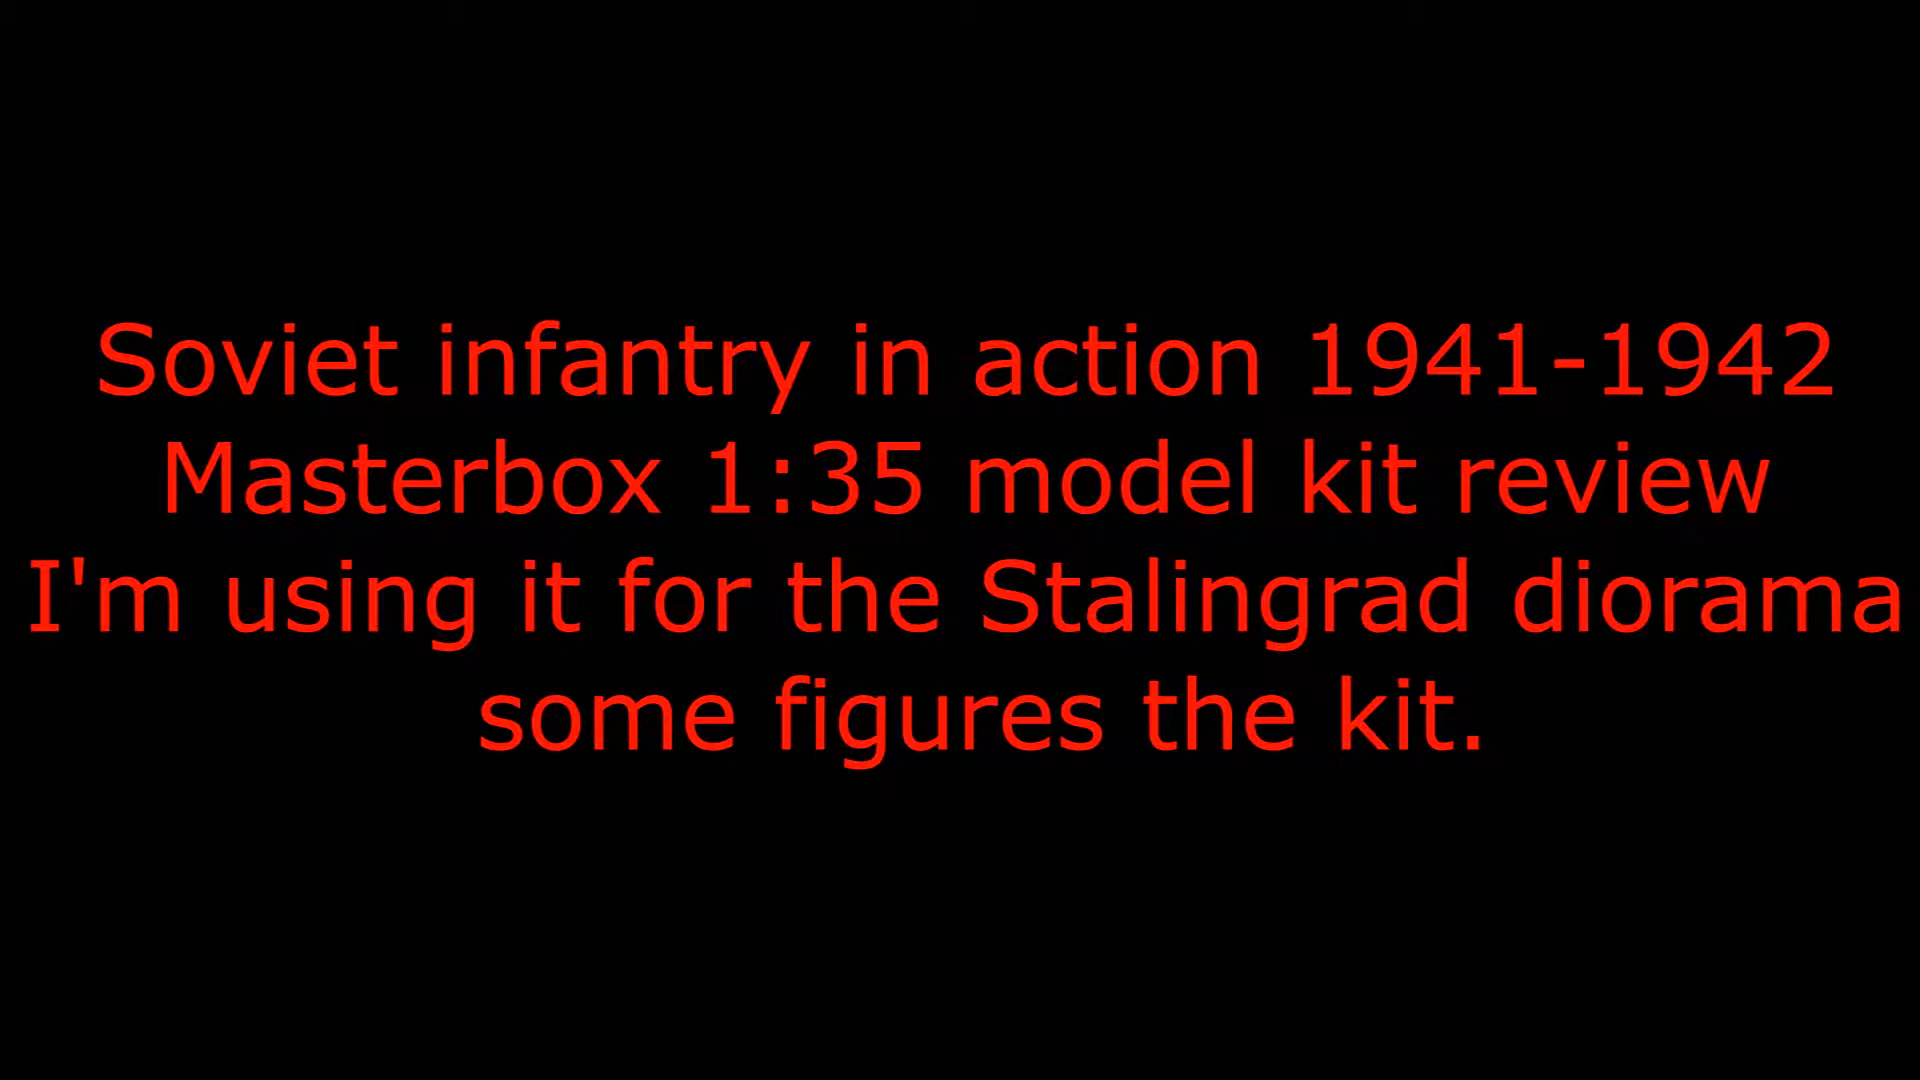 Soviet infantry in action 1941-1942
Masterbox 1:35 model kit review
I'm using it for the Stalingrad diorama
some figures the kit.